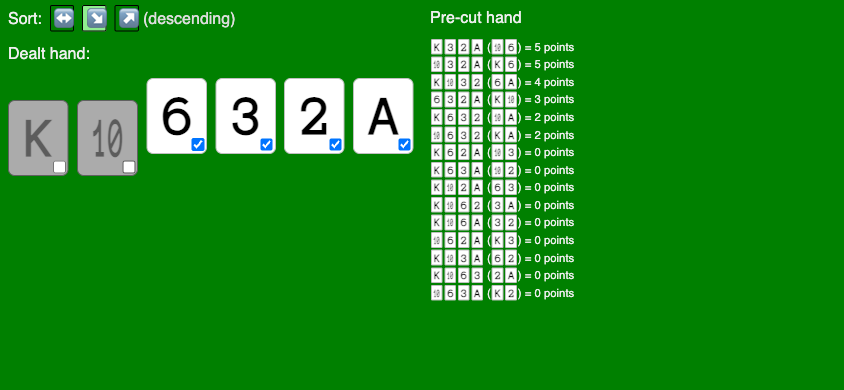 Sort: (descending)
Dealt hand:
K 10 6 3 2 A
Pre-cut hand
K 3 2 A (10 6) = 5 points
10 3 2 A (K 6) = 5 points
K 10 3 2 (6 A) = 4 points
6 3 2 A (K 10) = 3 points
K 6 3 2 (10 A) = 2 points
10 6 3 2 (K A) = 2 points
K 6 2 A (10 3) = 0 points
K 6 3 A (10 2) = 0 points
K 10 2 A (6 3) = 0 points
K 10 6 2 (3 A) = 0 points
K 10 6 A (3 2) = 0 points
10 6 2 A (K 3) = 0 points
K 10 3 A (6 2) = 0 points
K 10 6 3 (2 A) = 0 points
10 6 3 A (K 2) = 0 points